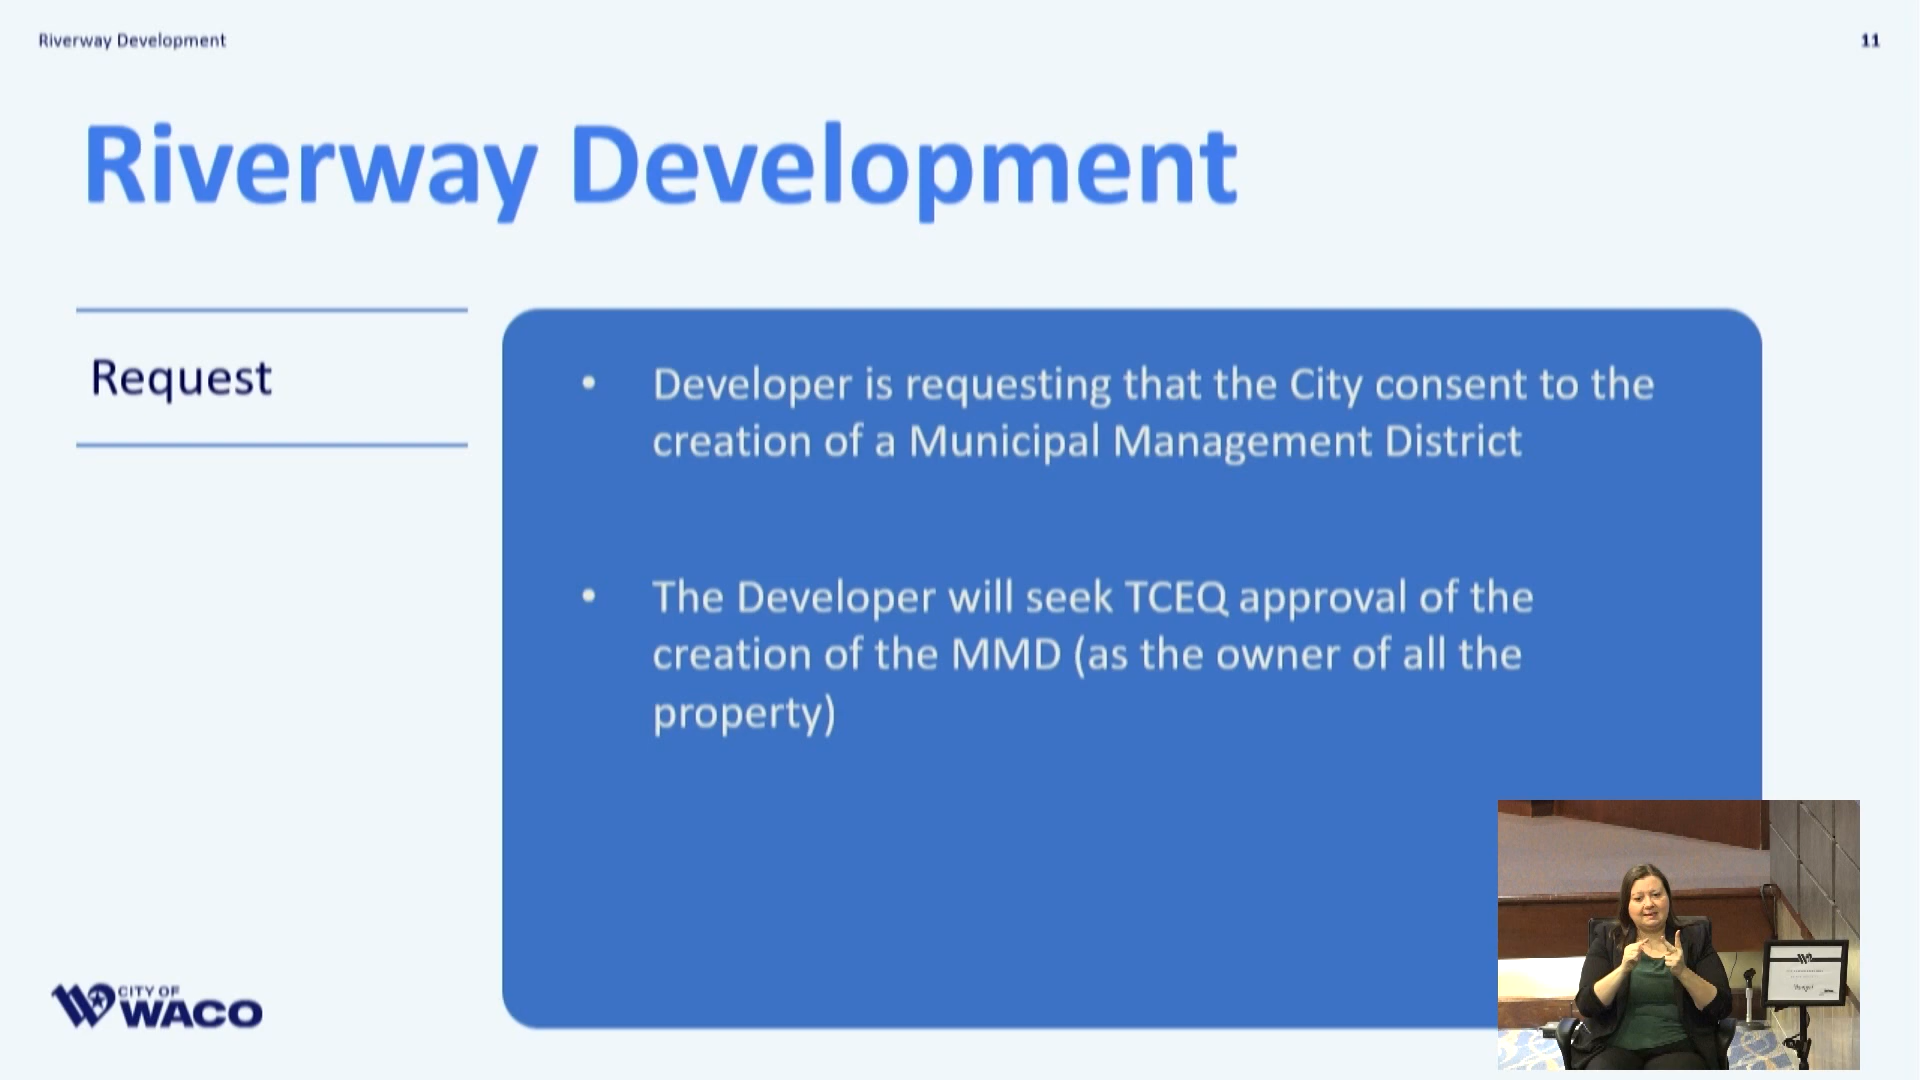 Riverway Development
11
Riverway Development
Request
• Developer is requesting that the City consent to the
creation of a Municipal Management District
• The Developer will seek TCEQ approval of the
creation of the MMD (as the owner of all the
property)
CITY OF
WACO